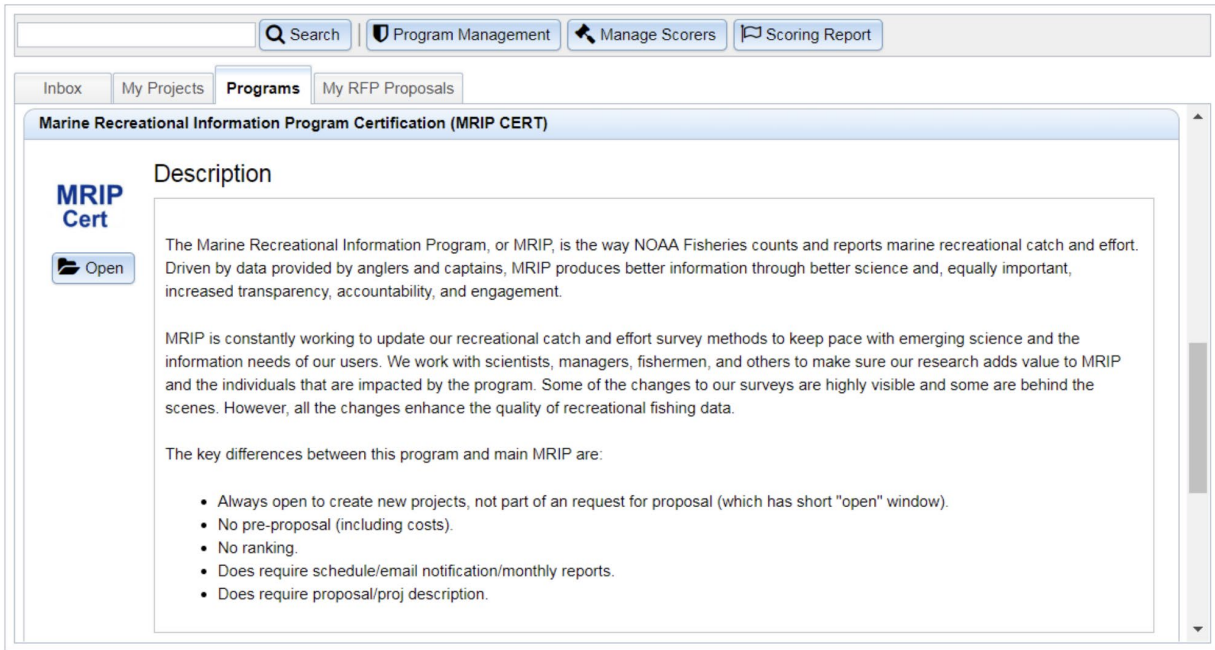 Search | Program Management Manage Scorers Scoring Report
Inbox My Projects Programs My RFP Proposals
Marine Recreational Information Program Certification (MRIP CERT)
MRIP
Cert
Open
Description
The Marine Recreational Information Program, or MRIP, is the way NOAA Fisheries counts and reports marine recreational catch and effort.
Driven by data provided by anglers and captains, MRIP produces better information through better science and, equally important,
increased transparency, accountability, and engagement.
MRIP is constantly working to update our recreational catch and effort survey methods to keep pace with emerging science and the
information needs of our users. We work with scientists, managers, fishermen, and others to make sure our research adds value to MRIP
and the individuals that are impacted by the program. Some of the changes to our surveys are highly visible and some are behind the
scenes. However, all the changes enhance the quality of recreational fishing data.
The key differences between this program and main MRIP are:
• Always open to create new projects, not part of an request for proposal (which has short "open" window).
• No pre-proposal (including costs).
• No ranking.
• Does require schedule/email notification/monthly reports.
• Does require proposal/proj description.